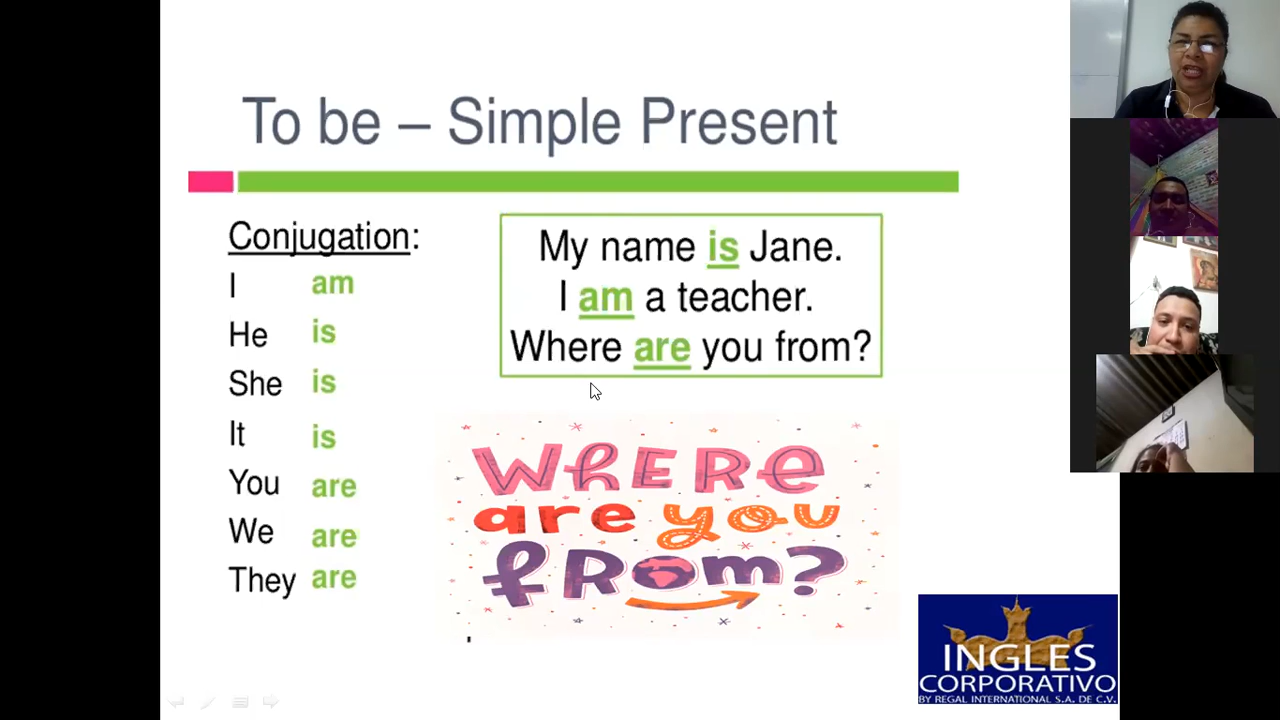 To be – Simple Present
Conjugation:
I am
He is
She is
It is
You are
We are
They are
My name is Jane.
I am a teacher.
Where are you from?
WHERE
are you
FROM?
INGLES
CORPORATIVO
BY REGAL INTERNATIONAL S.A. DE C.V.